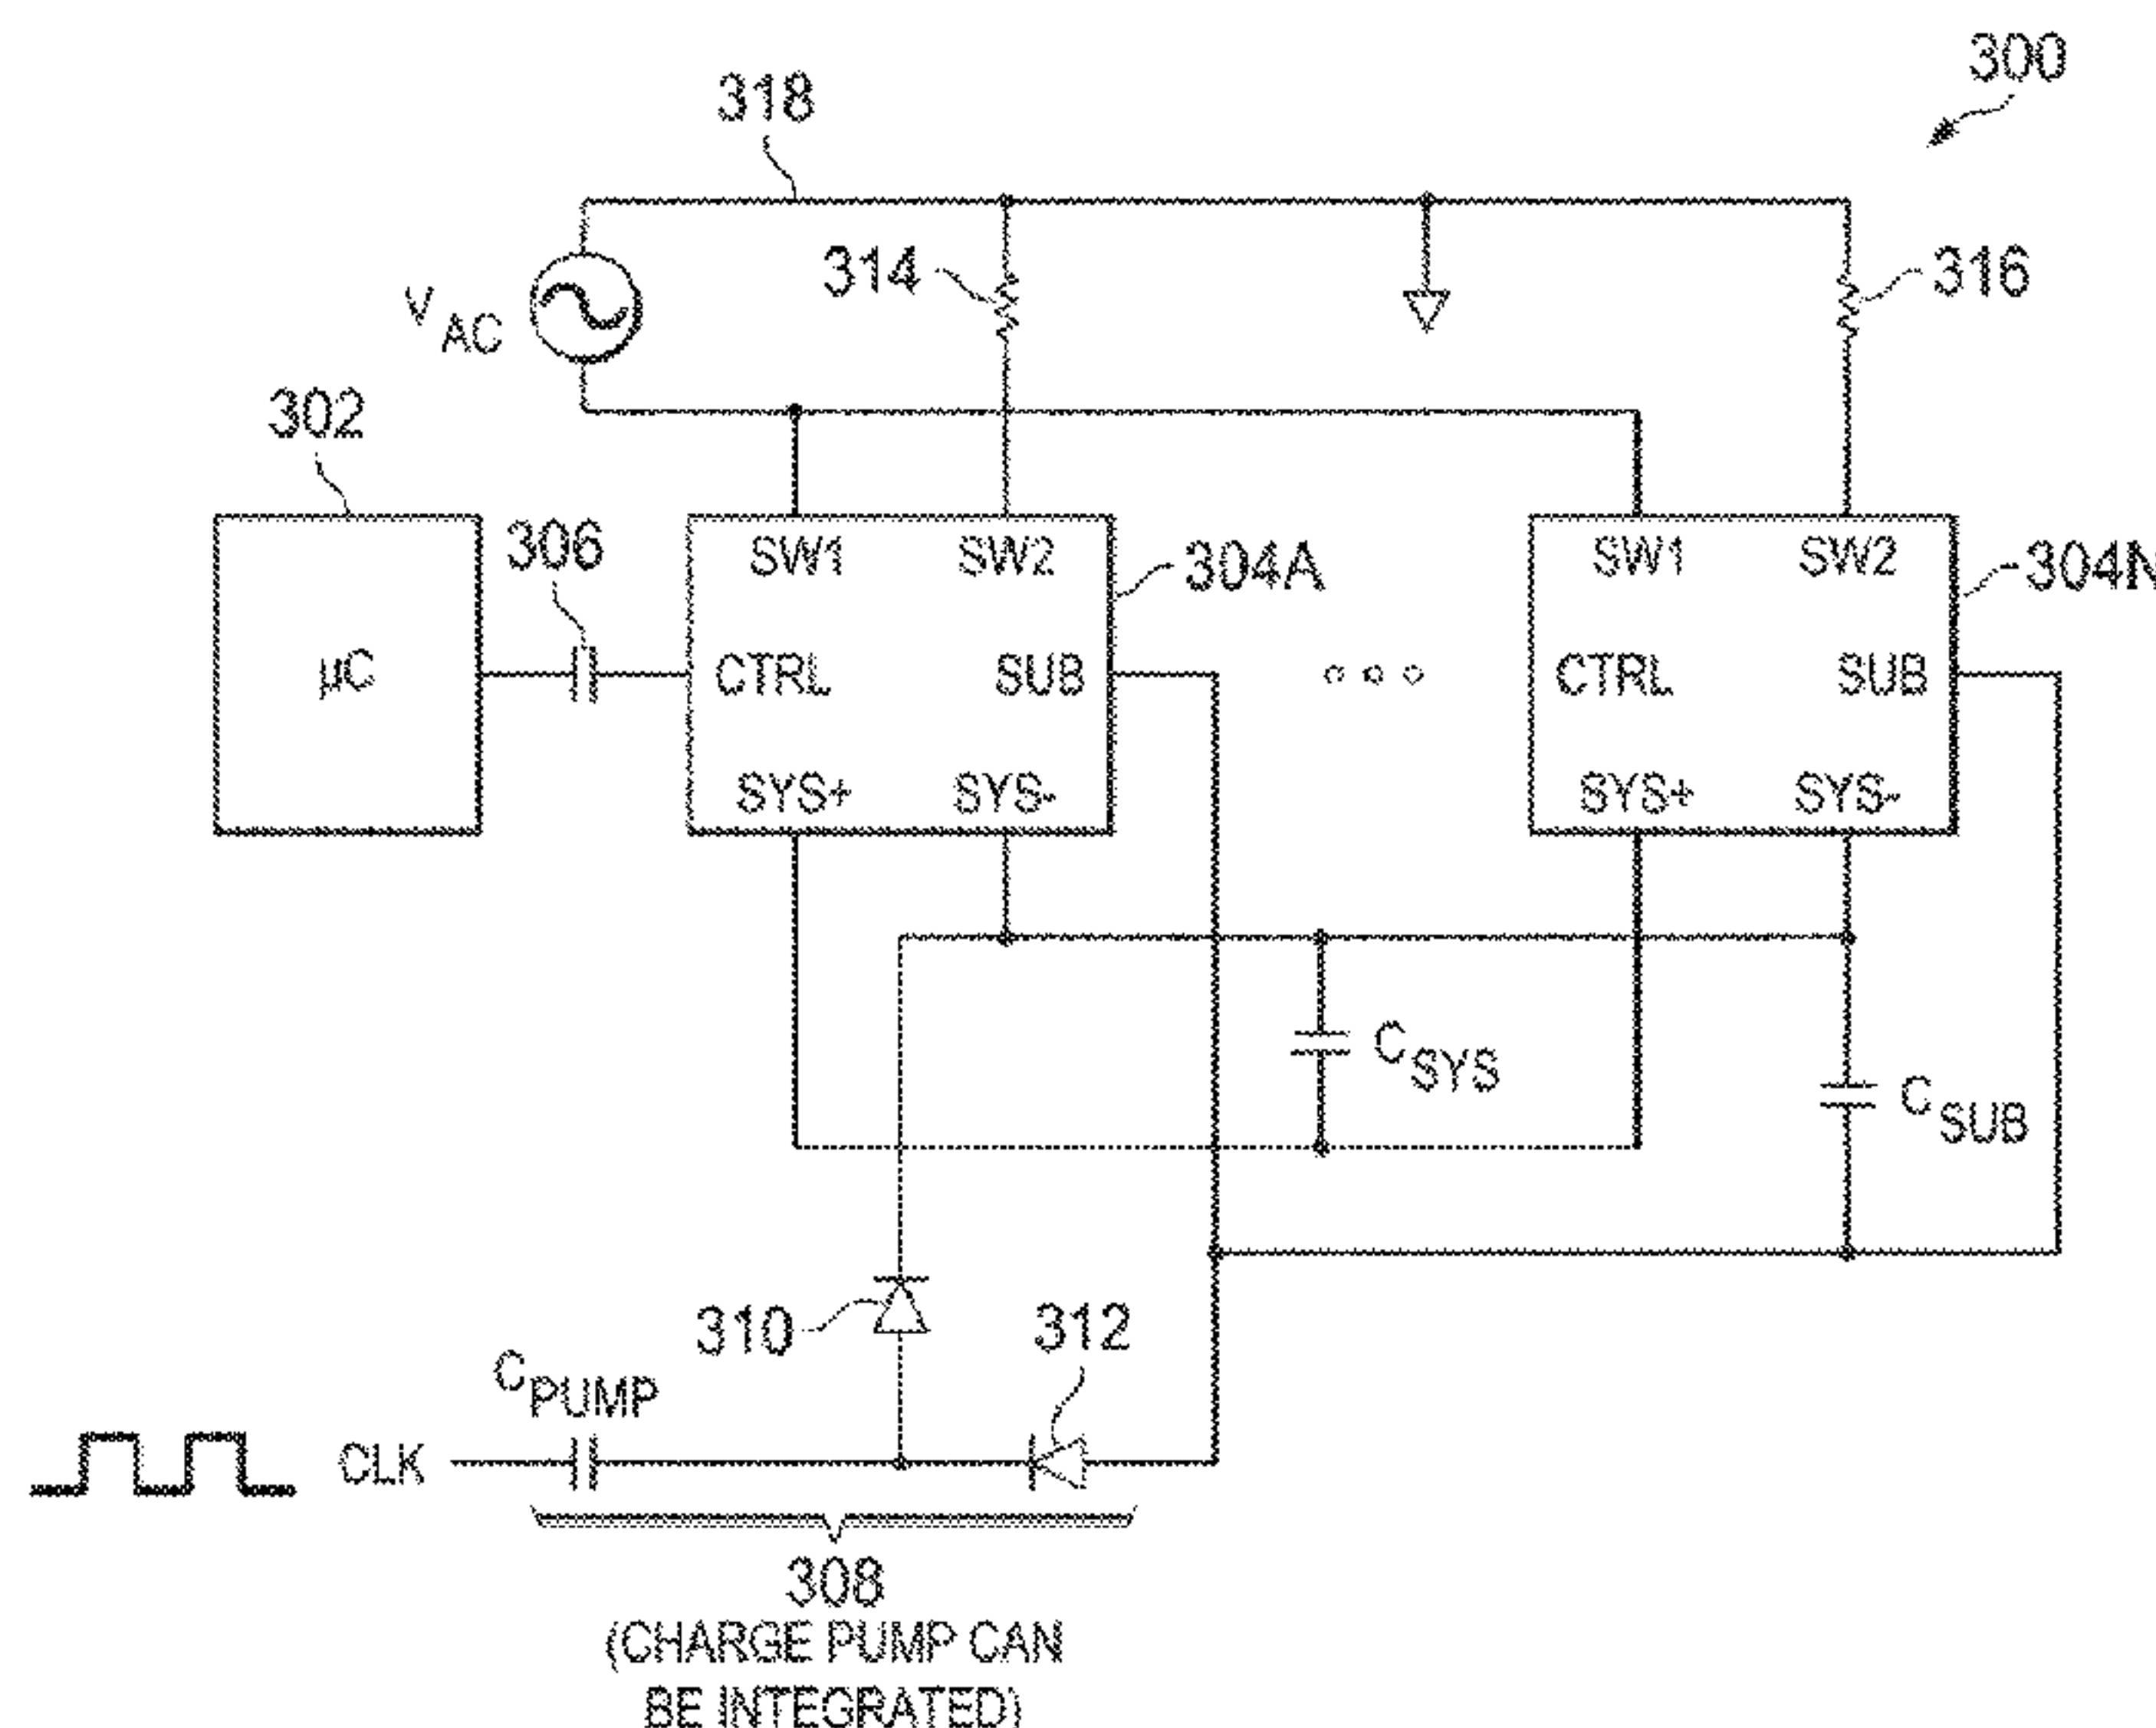 300
318
314
316
VAC
302
306
SW1 SW2
304A
SW1 SW2
304N
µC
CTRL SUB
CTRL SUB
SYS+ SYS-
SYS+ SYS-
CSYS
CSUB
310
312
CPUMP
CLK
308
(CHARGE PUMP CAN
BE INTEGRATED)